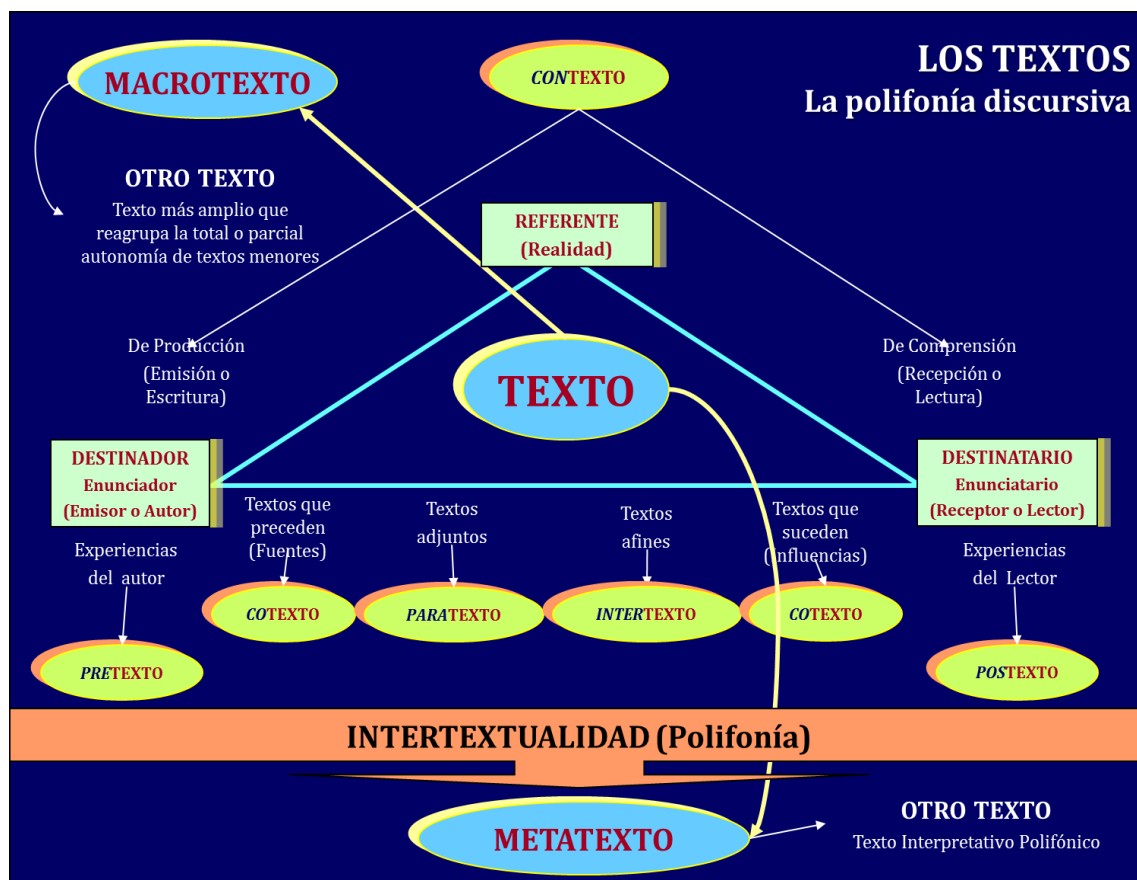 LOS TEXTOS
La polifonía discursiva
MACROTEXTO
CONTEXTO
OTRO TEXTO
Texto más amplio que
reagrupa la total o parcial
autonomía de textos menores
REFERENTE
(Realidad)
De Producción
(Emisión o
Escritura)
De Comprensión
(Recepción o
Lectura)
TEXTO
DESTINADOR
Enunciador
(Emisor o Autor)
DESTINATARIO
Enunciatario
(Receptor o Lector)
Textos que
preceden
(Fuentes)
Textos
adjuntos
Textos
afines
Textos que
suceden
(influencias)
Experiencias
del autor
Experiencias
del Lector
COTEXTO
PARATEXTO
INTERTEXTO
COTEXTO
PRETEXTO
POSTEXTO
INTERTEXTUALIDAD (Polifonía)
METATEXTO
OTRO TEXTO
Texto Interpretativo Polifónico